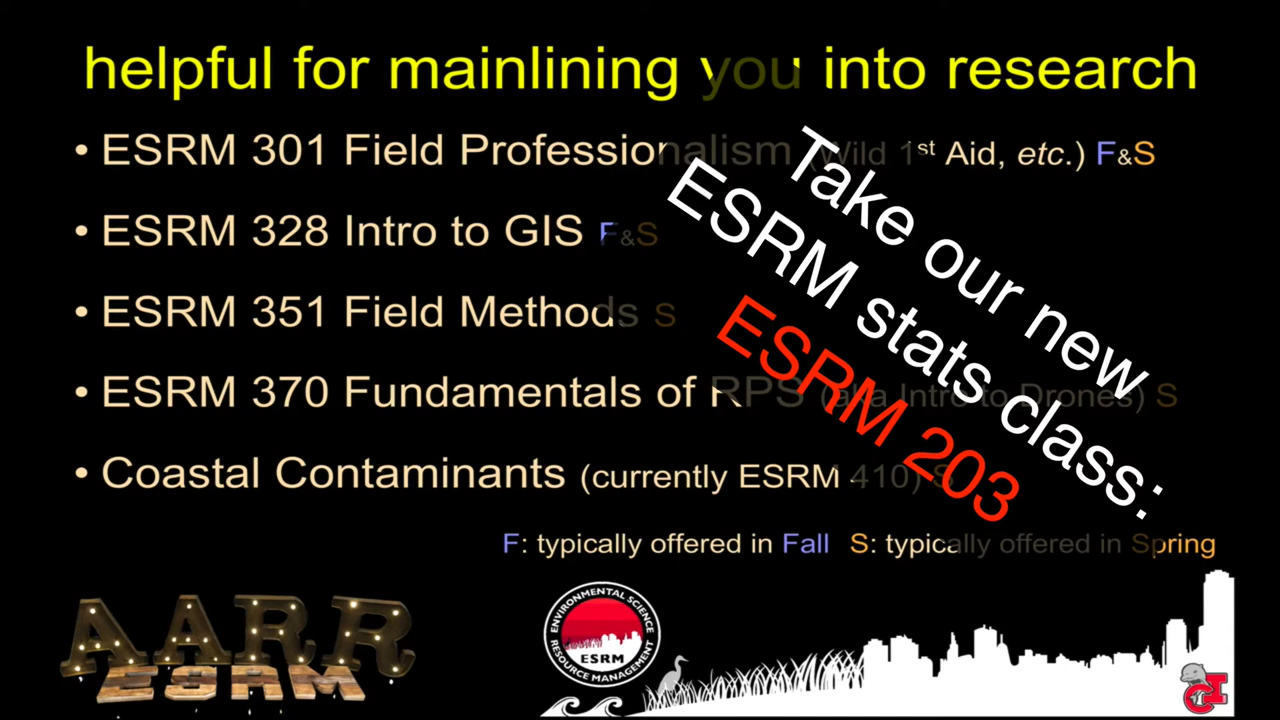 helpful for mainlining you into research
• ESRM 301 Field Professionalism (Wild 1st Aid, etc.) F&S
• ESRM 328 Intro to GIS F&S
• ESRM 351 Field Methods S
• ESRM 370 Fundamentals of RPS (aka Intro to Drones) S
• Coastal Contaminants (currently ESRM 410) S
Take our new
ESRM stats class:
ESRM 203
F: typically offered in Fall S: typically offered in Spring
AARR
ESRM
ENVIRONMENTAL SCIENCE
ESRM
RESOURCE MANAGEMENT
CI